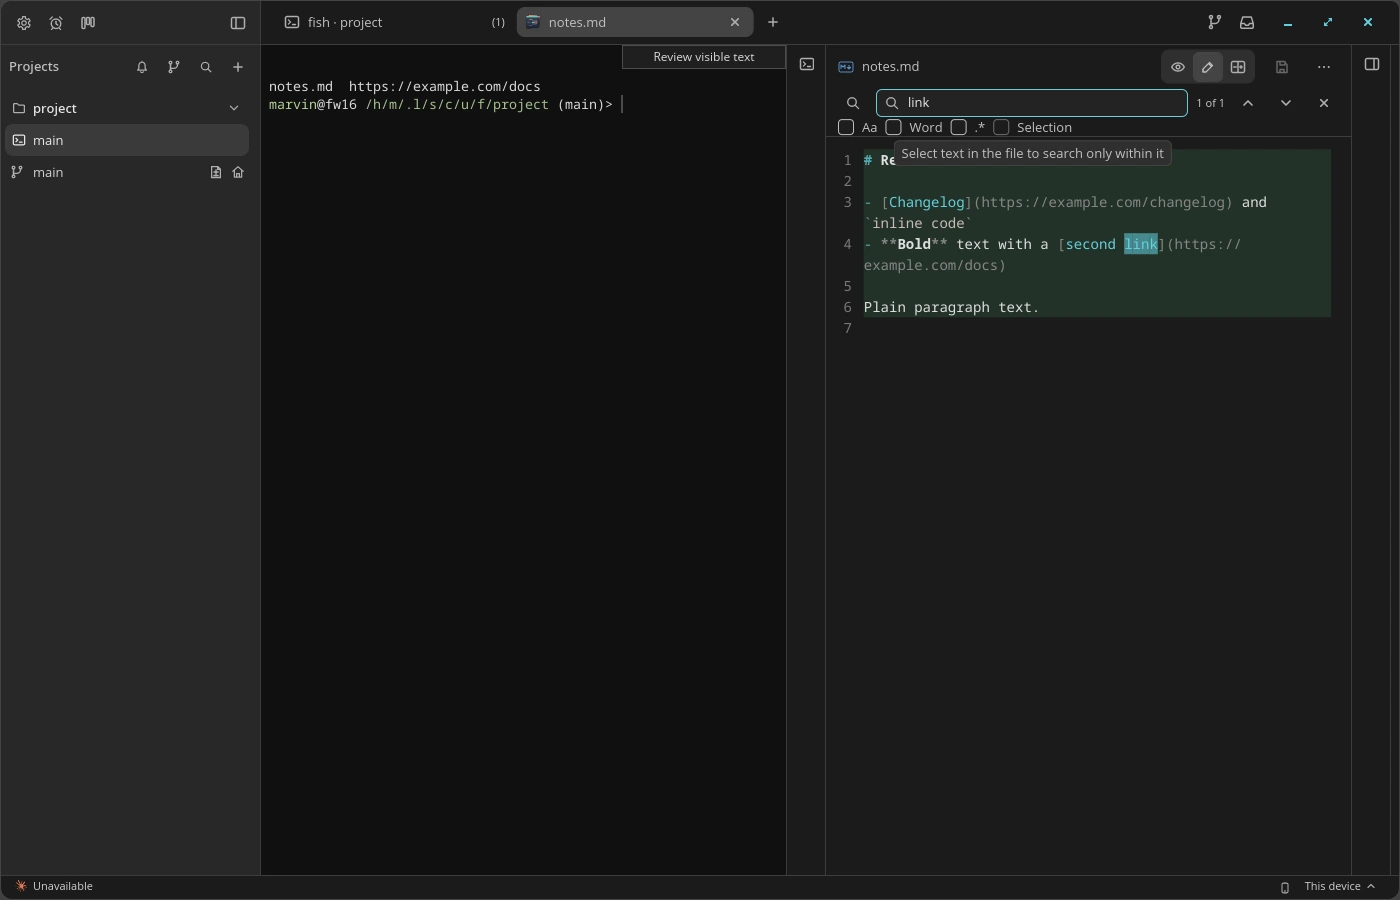 fish · project
(1)
notes.md
Projects
project
main
main
Review visible text
notes.md  https://example.com/docs
marvin@fw16 /h/m/.l/s/c/u/f/project (main)>
notes.md
link
1 of 1
Aa
Word
.*
Selection
Select text in the file to search only within it
1 # Re
2
3 - [Changelog](https://example.com/changelog) and
`inline code`
4 - **Bold** text with a [second link](https://
example.com/docs)
5
6 Plain paragraph text.
7
Unavailable
This device